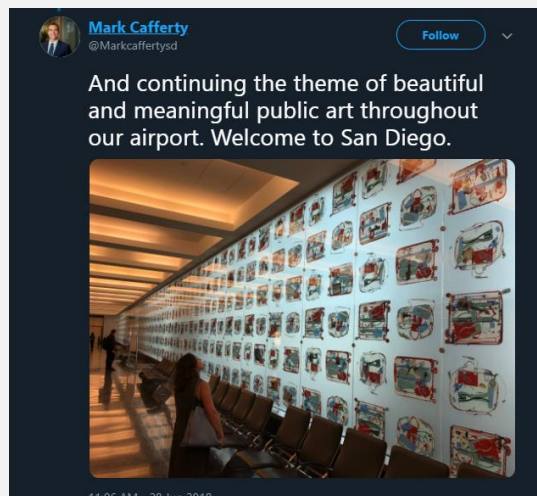 Mark Cafferty
@Markcaffertysd
Follow
And continuing the theme of beautiful
and meaningful public art throughout
our airport. Welcome to San Diego.